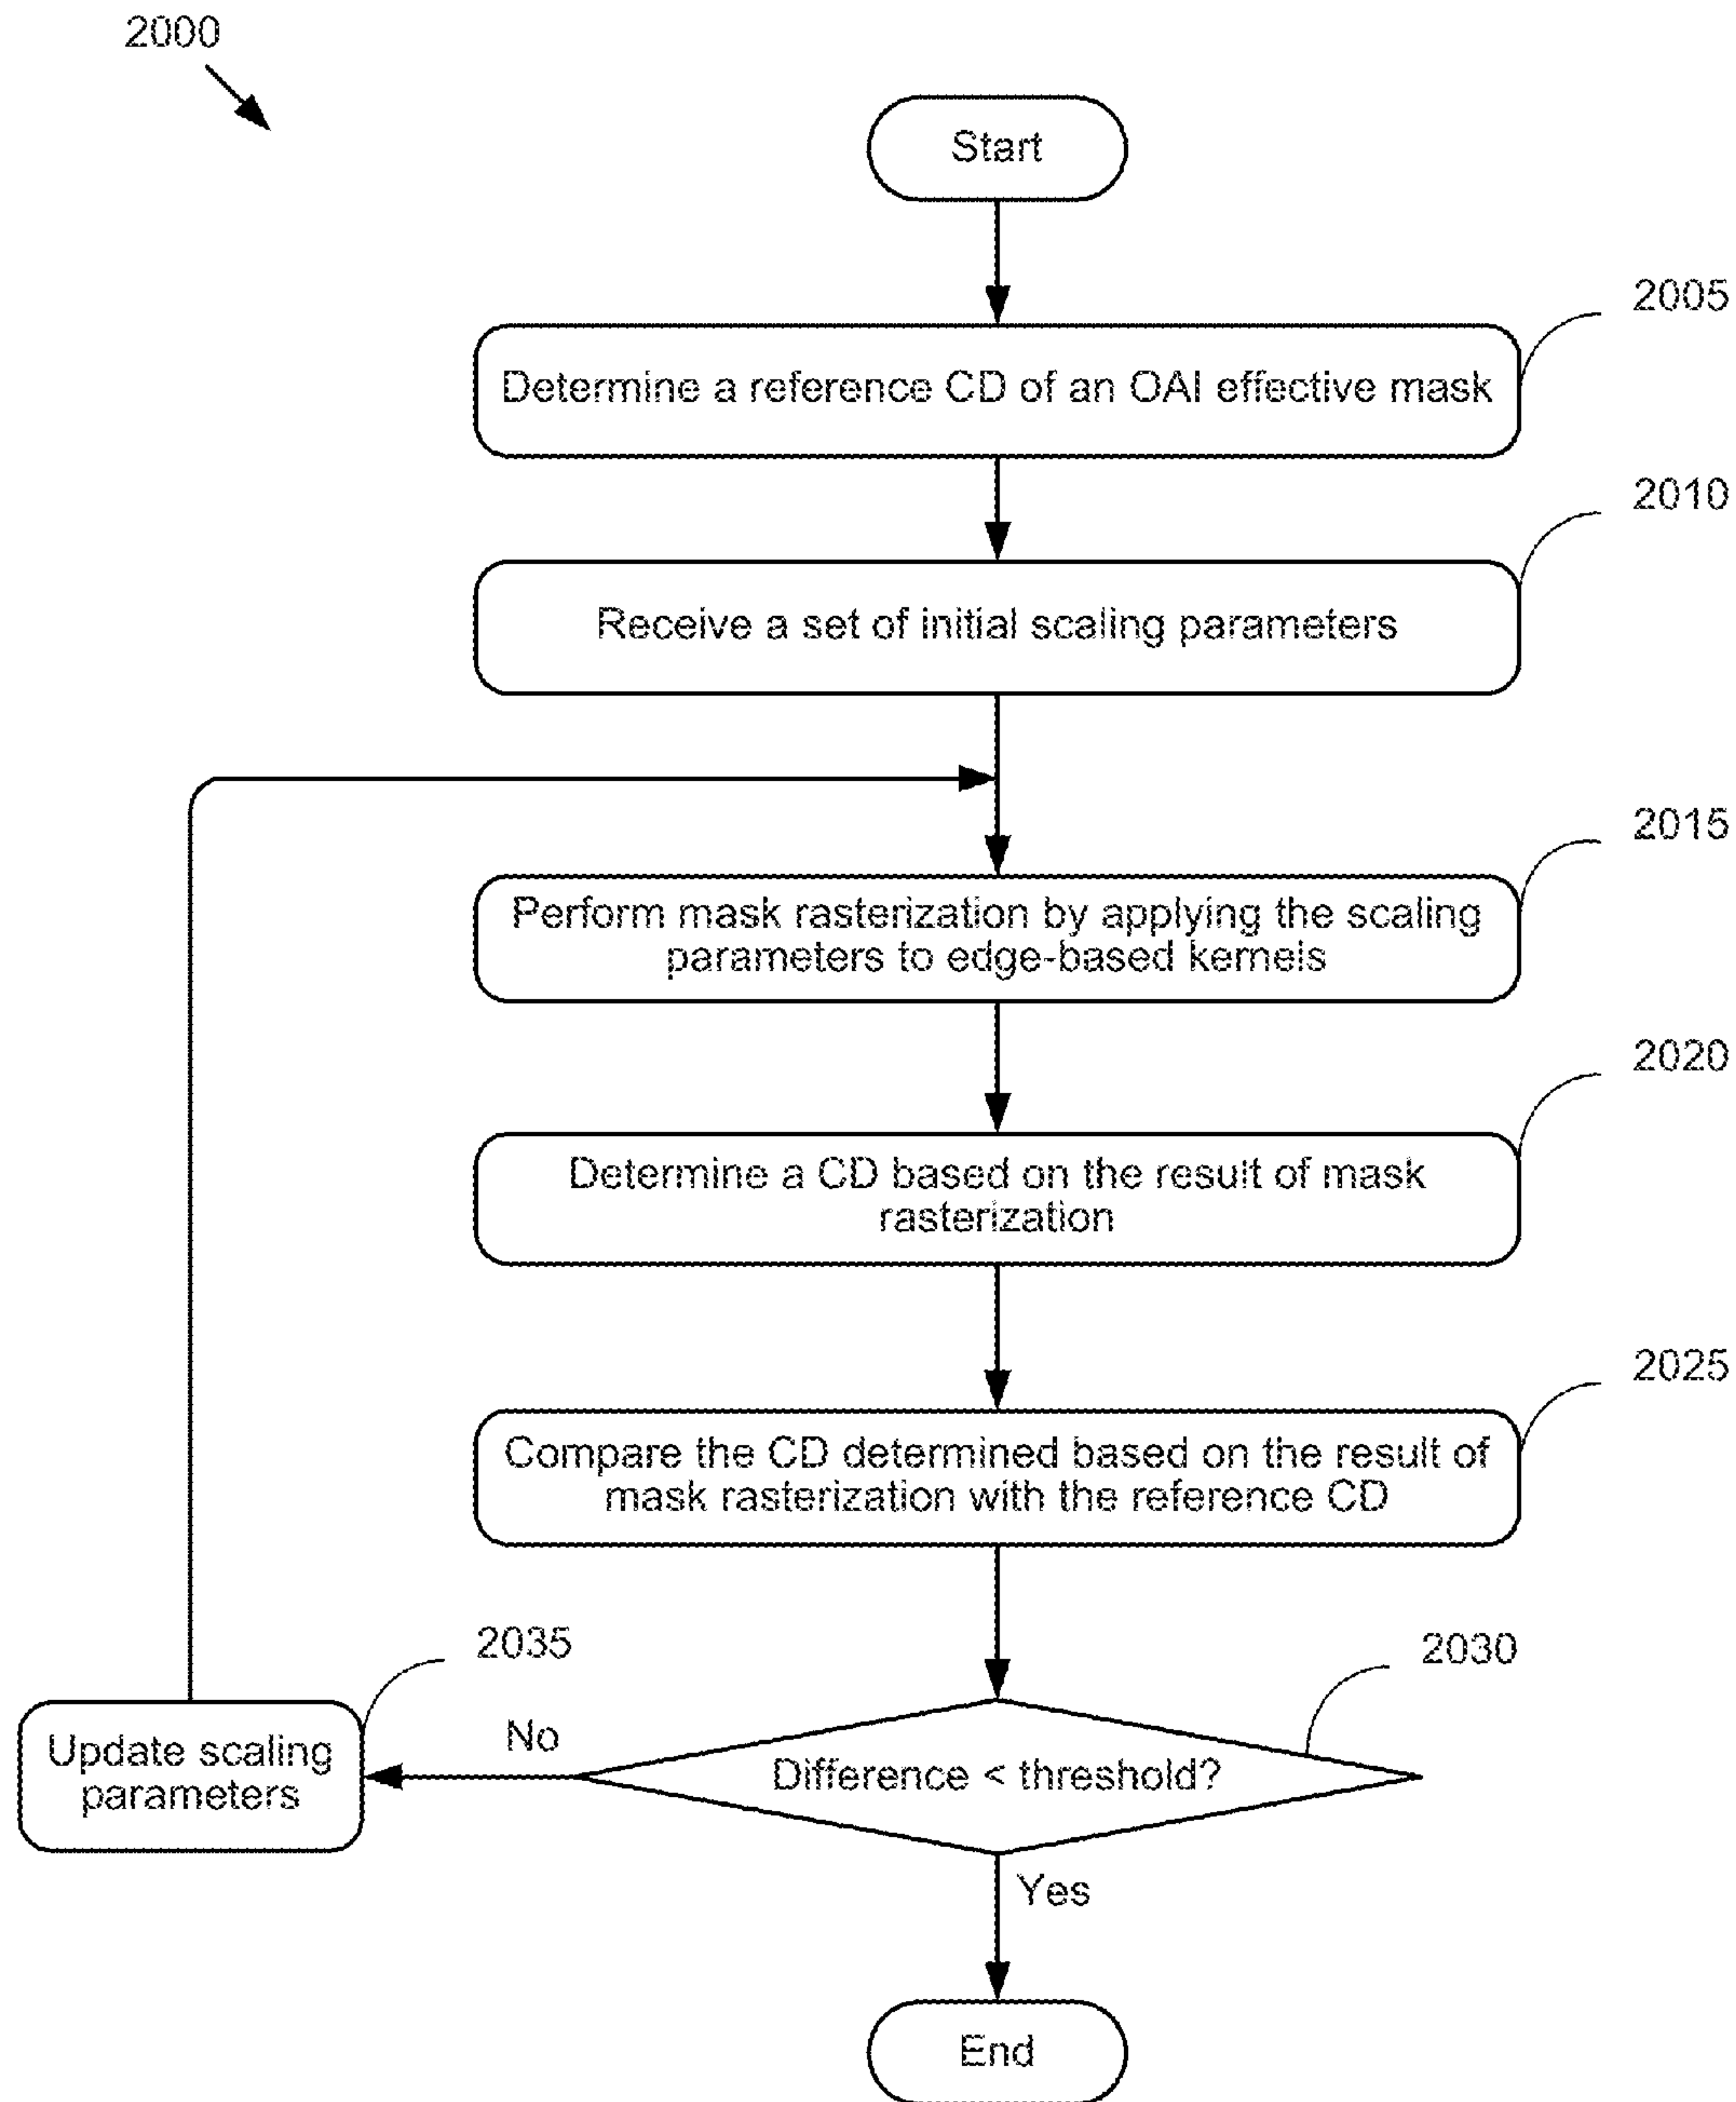 2000
Start
2005
Determine a reference CD of an OAI effective mask
2010
Receive a set of initial scaling parameters
2015
Perform mask rasterization by applying the scaling
parameters to edge-based kernels
2020
Determine a CD based on the result of mask
rasterization
2025
Compare the CD determined based on the result of
mask rasterization with the reference CD
2035
2030
Update scaling
parameters
No
Difference < threshold?
Yes
End